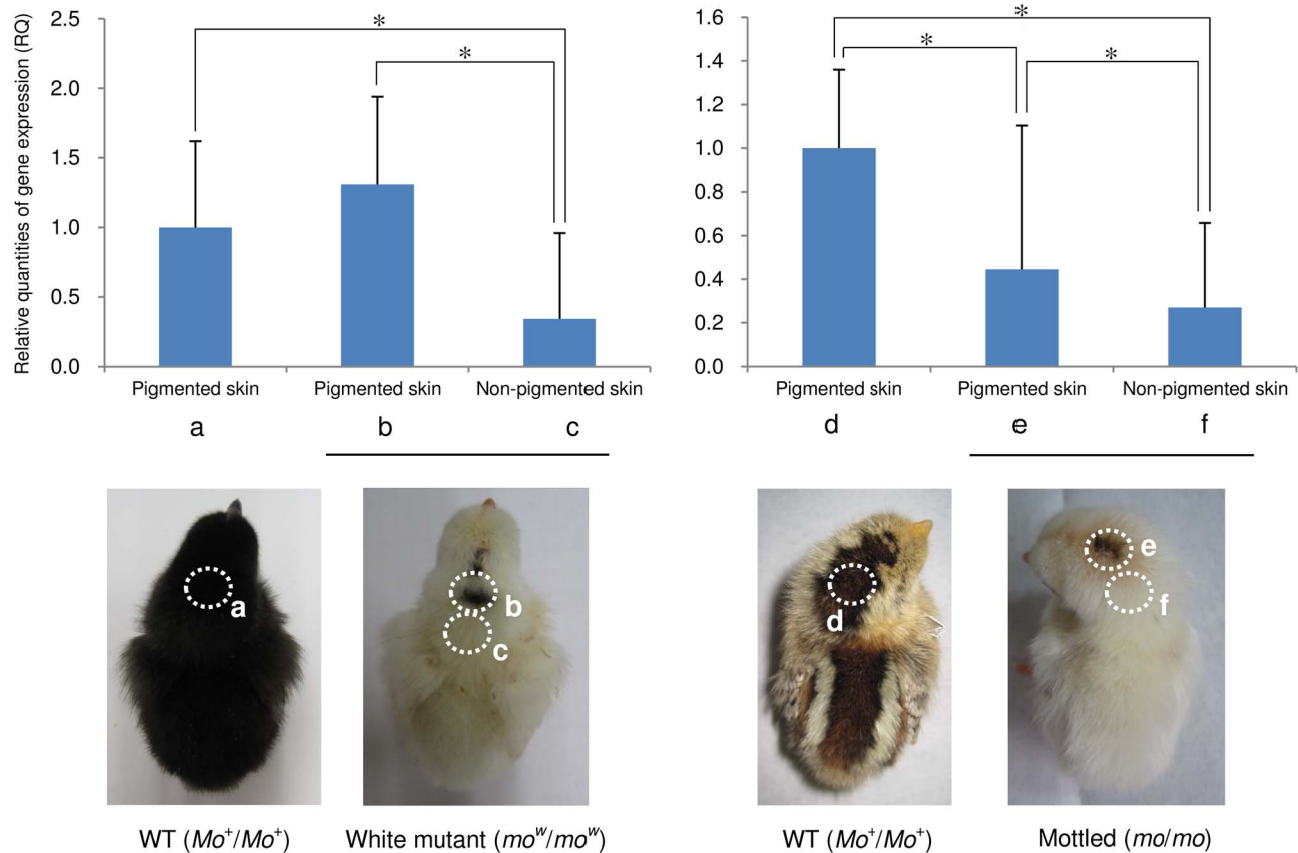 Relative quantities of gene expression (RQ)
2.5
2.0
1.5
1.0
0.5
0.0
*
*
Pigmented skin
Pigmented skin
Non-pigmented skin
a
b
c
1.6
1.4
1.2
1.0
0.8
0.6
0.4
0.2
0.0
*
*
*
Pigmented skin
Pigmented skin
Non-pigmented skin
d
e
f
a
b
c
d
e
f
WT (Mo⁺/Mo⁺)
White mutant (moʷ/moʷ)
WT (Mo⁺/Mo⁺)
Mottled (mo/mo)